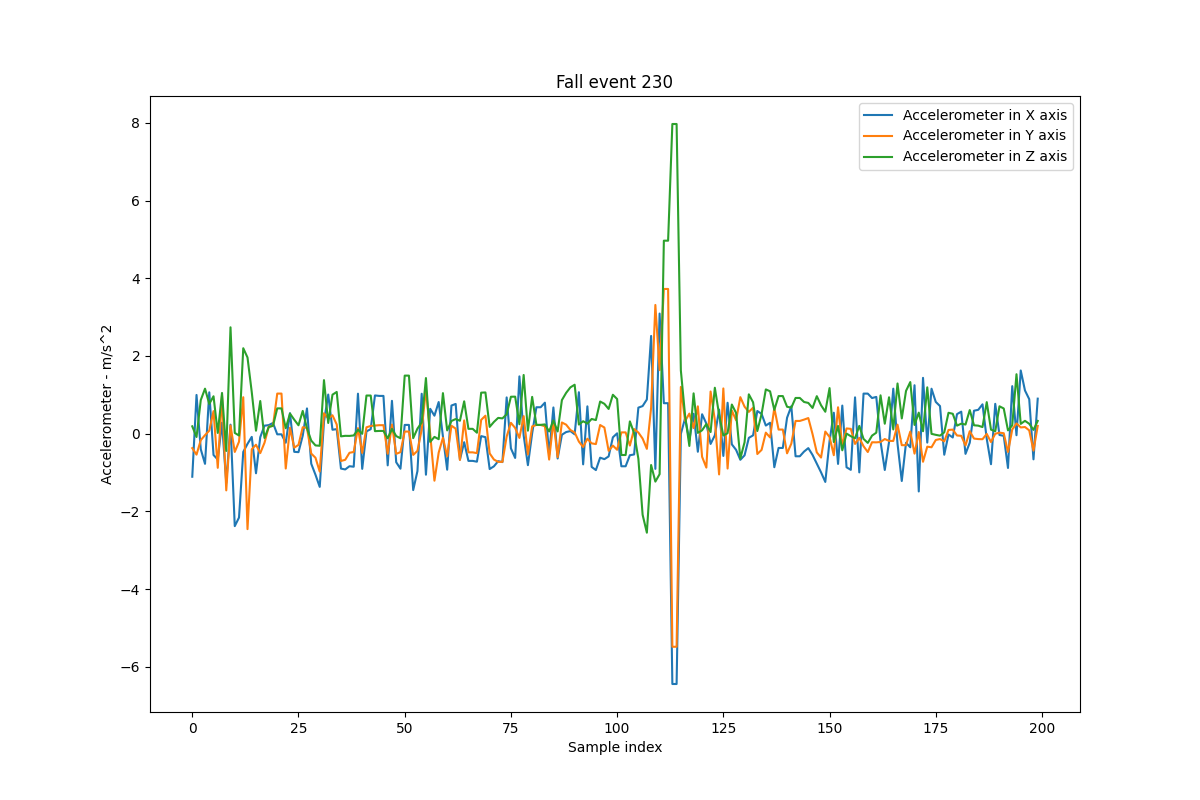 Fall event 230
Accelerometer in X axis
Accelerometer in Y axis
Accelerometer in Z axis
8
6
4
2
0
−2
−4
−6
Accelerometer - m/s^2
0 25 50 75 100 125 150 175 200
Sample index